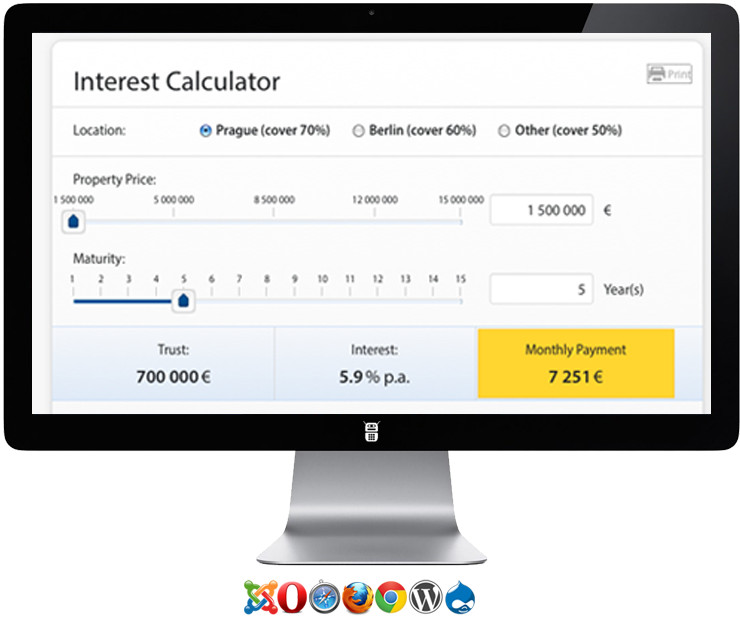 Interest Calculator
Print
Location:
Prague (cover 70%)
Berlin (cover 60%)
Other (cover 50%)
Property Price:
1 500 000 5 000 000 8 500 000 12 000 000 15 000 000
1 500 000 €
Maturity:
1 2 3 4 5 6 7 8 9 10 11 12 13 14 15
5 Year(s)
Trust:
700 000 €
Interest:
5.9 % p.a.
Monthly Payment
7 251 €